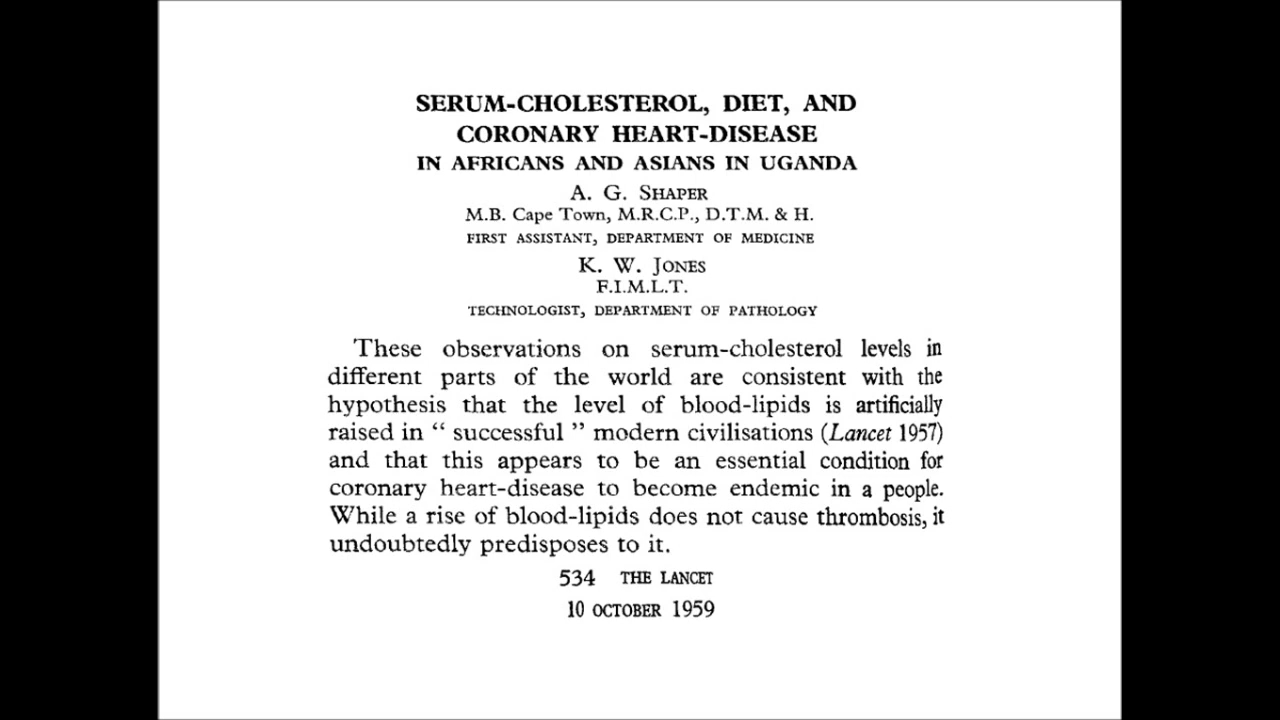 SERUM-CHOLESTEROL, DIET, AND
CORONARY HEART-DISEASE
IN AFRICANS AND ASIANS IN UGANDA
A. G. SHAPER
M.B. Cape Town, M.R.C.P., D.T.M. & H.
FIRST ASSISTANT, DEPARTMENT OF MEDICINE
K. W. JONES
F.I.M.L.T.
TECHNOLOGIST, DEPARTMENT OF PATHOLOGY
These observations on serum-cholesterol levels in
different parts of the world are consistent with the
hypothesis that the level of blood-lipids is artificially
raised in “ successful ” modern civilisations (Lancet 1957)
and that this appears to be an essential condition for
coronary heart-disease to become endemic in a people.
While a rise of blood-lipids does not cause thrombosis, it
undoubtedly predisposes to it.
534 THE LANCET
10 OCTOBER 1959